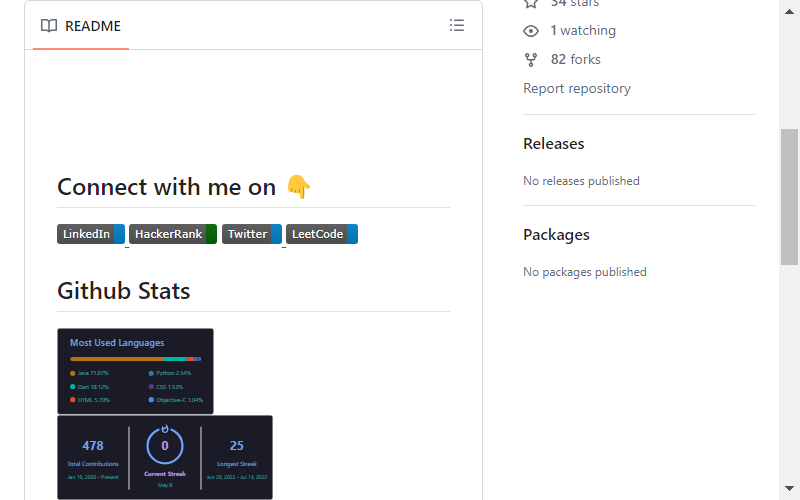 README
34 stars
1 watching
82 forks
Report repository
Releases
No releases published
Packages
No packages published
Connect with me on 👇
LinkedIn HackerRank Twitter LeetCode
Github Stats
Most Used Languages
Java 71.07% Python 2.54%
Dart 18.12% CSS 1.53%
HTML 5.70% Objective-C 1.04%
478 0 25
Total Contributions Current Streak Longest Streak
Jan 19, 2020 - Present May 8 Jun 20, 2022 - Jul 14, 2022